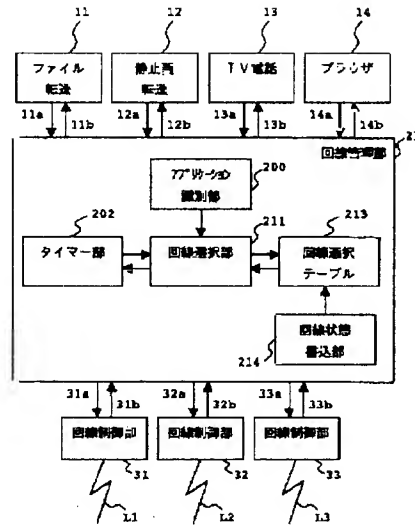 11
12
13
14
ファイル
転送
静止画
転送
TV電話
ブラウザ
11a
11b
12a
12b
13a
13b
14a
14b
回線管理部
アプリケーション
識別部
200
202
211
213
タイマー部
回線選択部
回線選択
テーブル
回線状態
書込部
214
31a
31b
32a
32b
33a
33b
回線制御部
回線制御部
回線制御部
31
32
33
L1
L2
L3